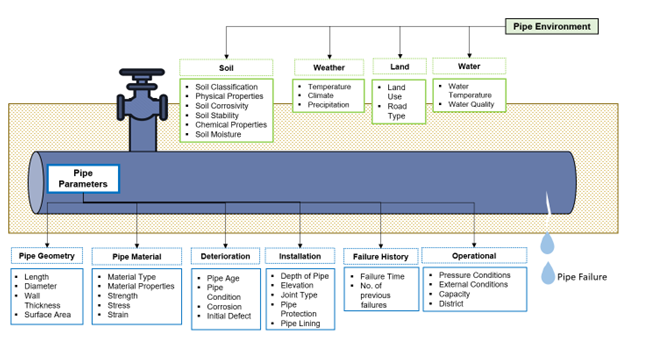 Pipe Environment
Soil
Weather
Land
Water
• Soil Classification
• Physical Properties
• Soil Corrosivity
• Soil Stability
• Chemical Properties
• Soil Moisture
• Temperature
• Climate
• Precipitation
• Land
Use
• Road
Type
• Water
Temperature
• Water Quality
Pipe
Parameters
Pipe Geometry
Pipe Material
Deterioration
Installation
Failure History
Operational
• Length
• Diameter
• Wall
Thickness
• Surface Area
• Material Type
• Material Properties
• Strength
• Stress
• Strain
• Pipe Age
• Pipe
Condition
• Corrosion
• Initial Defect
• Depth of Pipe
• Elevation
• Joint Type
• Pipe
Protection
• Pipe Lining
• Failure Time
• No. of
previous
failures
• Pressure Conditions
• External Conditions
• Capacity
• District
Pipe Failure